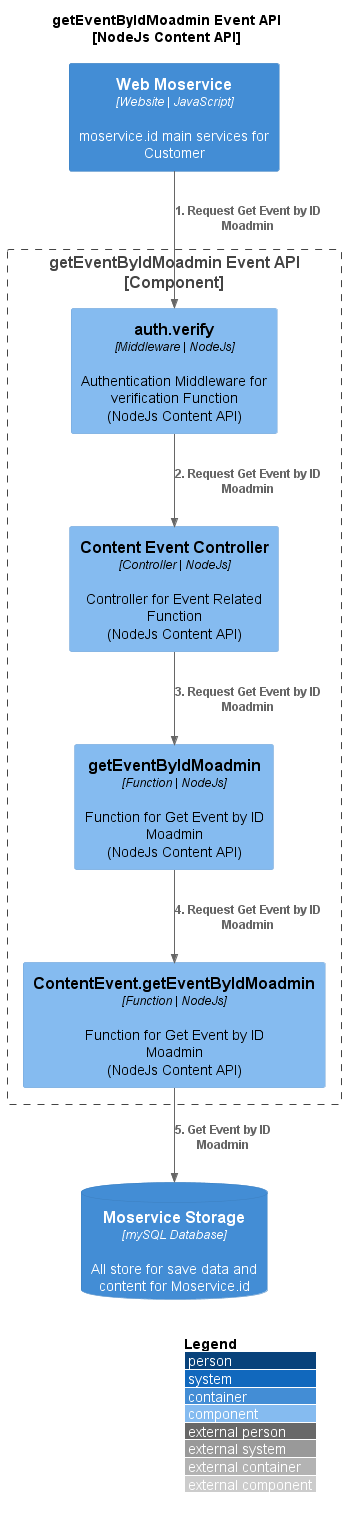 getEventByIdMoadmin Event API
[NodeJs Content API]
Web Moservice
[Website | JavaScript]
moservice.id main services for
Customer
1. Request Get Event by ID
Moadmin
getEventByIdMoadmin Event API
[Component]
auth.verify
[Middleware | NodeJs]
Authentication Middleware for
verification Function
(NodeJs Content API)
2. Request Get Event by ID
Moadmin
Content Event Controller
[Controller | NodeJs]
Controller for Event Related
Function
(NodeJs Content API)
3. Request Get Event by ID
Moadmin
getEventByIdMoadmin
[Function | NodeJs]
Function for Get Event by ID
Moadmin
(NodeJs Content API)
4. Request Get Event by ID
Moadmin
ContentEvent.getEventByIdMoadmin
[Function | NodeJs]
Function for Get Event by ID
Moadmin
(NodeJs Content API)
5. Get Event by ID
Moadmin
Moservice Storage
[mySQL Database]
All store for save data and
content for Moservice.id
Legend
person
system
container
component
external person
external system
external container
external component